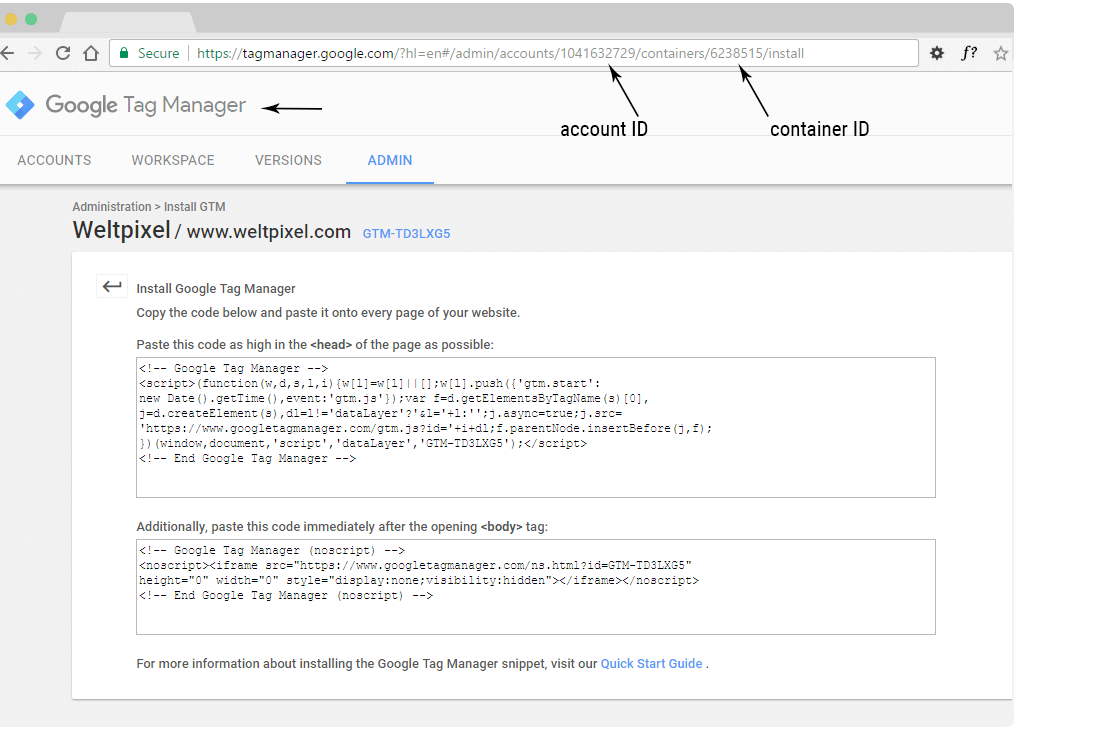 Secure https://tagmanager.google.com/?hl=en#/admin/accounts/1041632729/containers/6238515/install f?
Google Tag Manager
account ID container ID
ACCOUNTS WORKSPACE VERSIONS ADMIN
Administration > Install GTM
Weltpixel / www.weltpixel.com GTM-TD3LXG5
Install Google Tag Manager
Copy the code below and paste it onto every page of your website.
Paste this code as high in the <head> of the page as possible:
<!-- Google Tag Manager -->
<script>(function(w,d,s,l,i){w[l]=w[l]||[];w[l].push({'gtm.start':
new Date().getTime(),event:'gtm.js'});var f=d.getElementsByTagName(s)[0],
j=d.createElement(s),dl=l!='dataLayer'?'&l='+l:'';j.async=true;j.src=
'https://www.googletagmanager.com/gtm.js?id='+i+dl;f.parentNode.insertBefore(j,f);
})(window,document,'script','dataLayer','GTM-TD3LXG5');</script>
<!-- End Google Tag Manager -->
Additionally, paste this code immediately after the opening <body> tag:
<!-- Google Tag Manager (noscript) -->
<noscript><iframe src="https://www.googletagmanager.com/ns.html?id=GTM-TD3LXG5"
height="0" width="0" style="display:none;visibility:hidden"></iframe></noscript>
<!-- End Google Tag Manager (noscript) -->
For more information about installing the Google Tag Manager snippet, visit our Quick Start Guide .